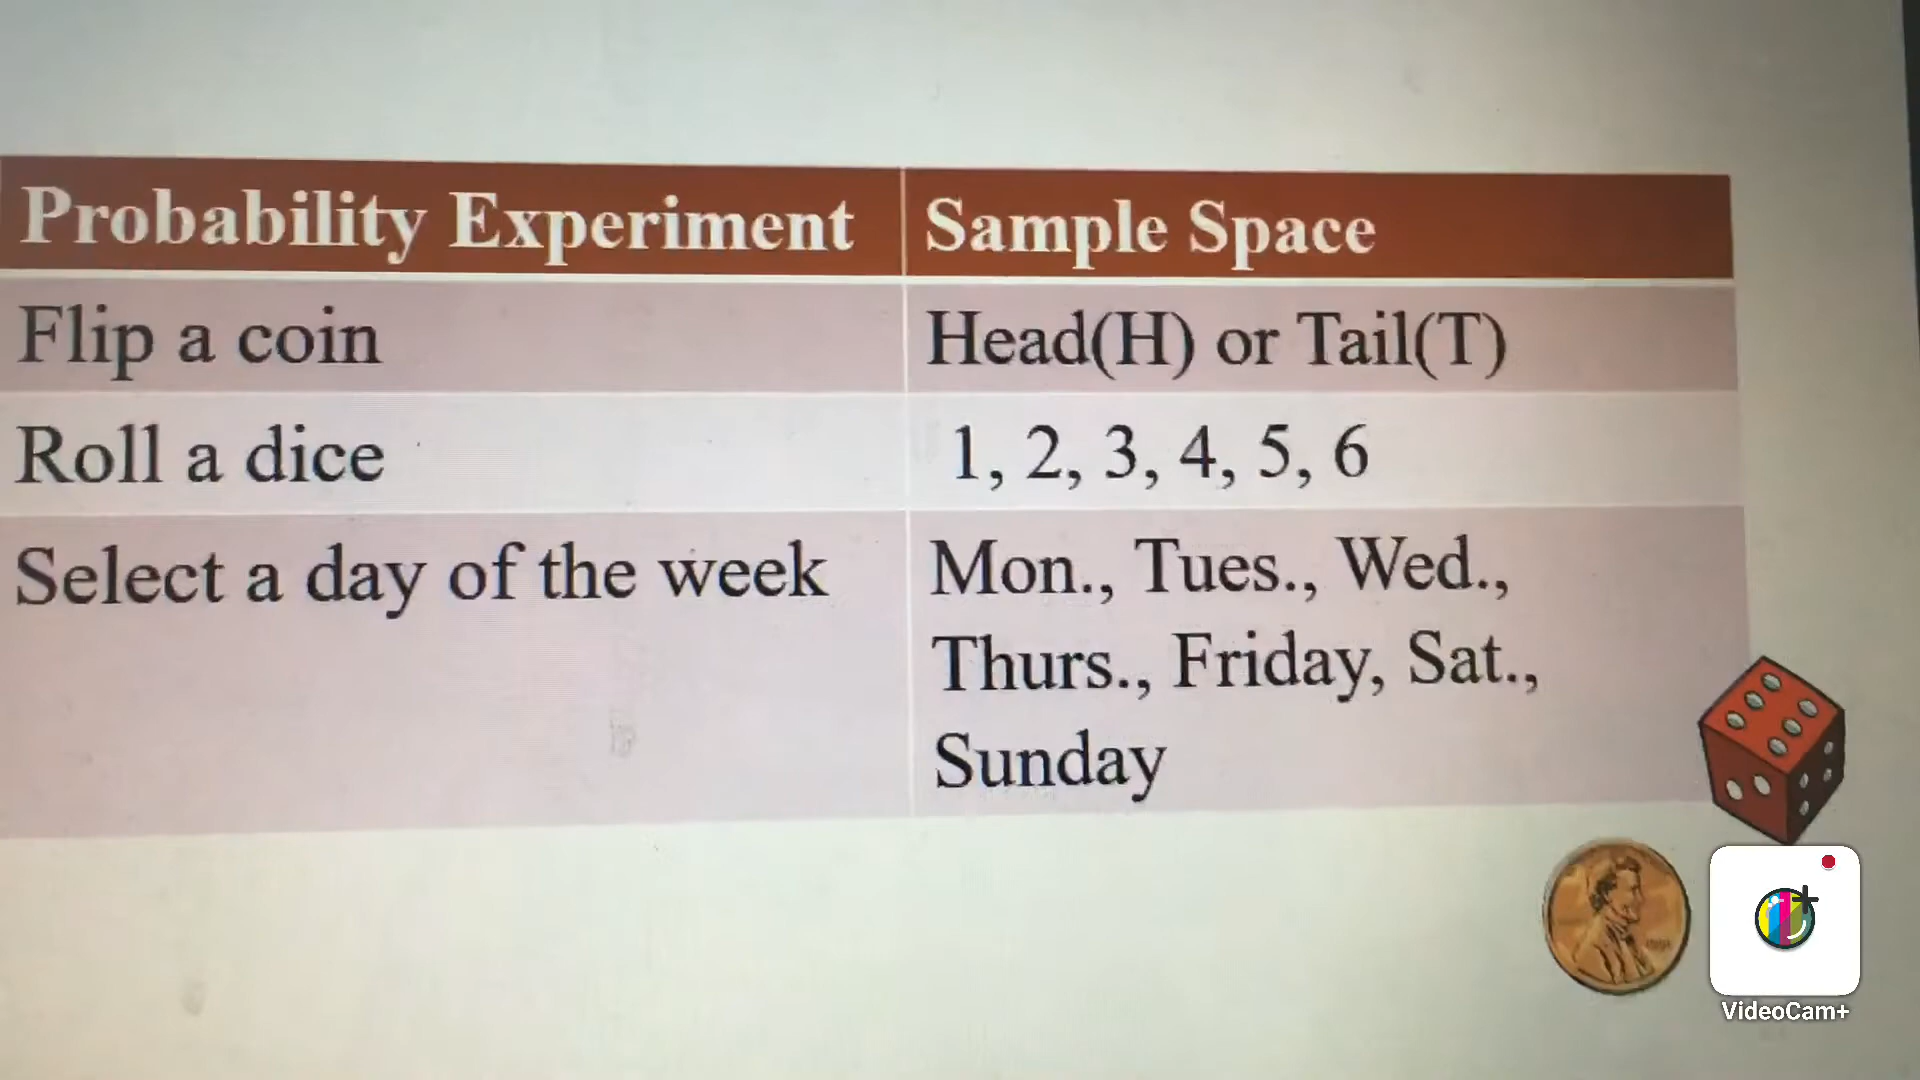 Probability Experiment Sample Space
Flip a coin Head(H) or Tail(T)
Roll a dice 1, 2, 3, 4, 5, 6
Select a day of the week Mon., Tues., Wed.,
Thurs., Friday, Sat.,
Sunday
VideoCam+